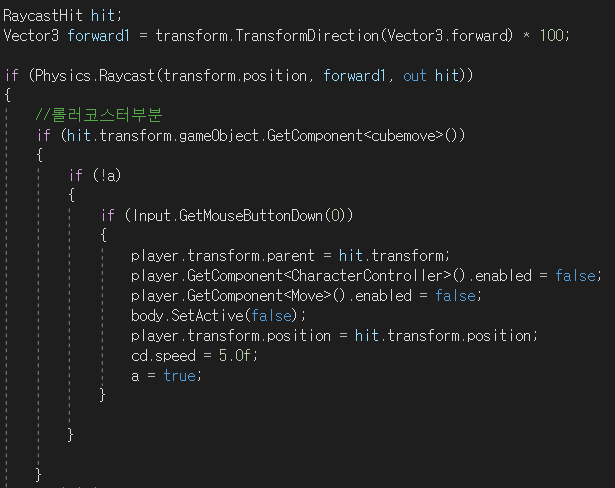 RaycastHit hit;
Vector3 forward1 = transform.TransformDirection(Vector3.forward) * 100;
if (Physics.Raycast(transform.position, forward1, out hit))
{
//롤러코스터부분
if (hit.transform.gameObject.GetComponent<cubemove>())
{
if (!a)
{
if (Input.GetMouseButtonDown(0))
{
player.transform.parent = hit.transform;
player.GetComponent<CharacterController>().enabled = false;
player.GetComponent<Move>().enabled = false;
body.SetActive(false);
player.transform.position = hit.transform.position;
cd.speed = 5.0f;
a = true;
}
}
}